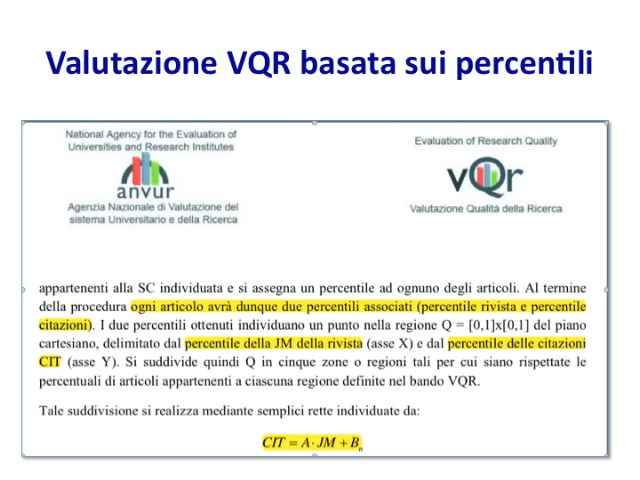 Valutazione VQR basata sui percentili
National Agency for the Evaluation of
Universities and Research Institutes
anvur
Agenzia Nazionale di Valutazione del
sistema Universitario e della Ricerca
Evaluation of Research Quality
vQr
Valutazione Qualità della Ricerca
appartenenti alla SC individuata e si assegna un percentile ad ognuno degli articoli. Al termine
della procedura ogni articolo avrà dunque due percentili associati (percentile rivista e percentile
citazioni). I due percentili ottenuti individuano un punto nella regione Q = [0,1]x[0,1] del piano
cartesiano, delimitato dal percentile della JM della rivista (asse X) e dal percentile delle citazioni
CIT (asse Y). Si suddivide quindi Q in cinque zone o regioni tali per cui siano rispettate le
percentuali di articoli appartenenti a ciascuna regione definite nel bando VQR.
Tale suddivisione si realizza mediante semplici rette individuate da:
CIT = A· JM + Bn